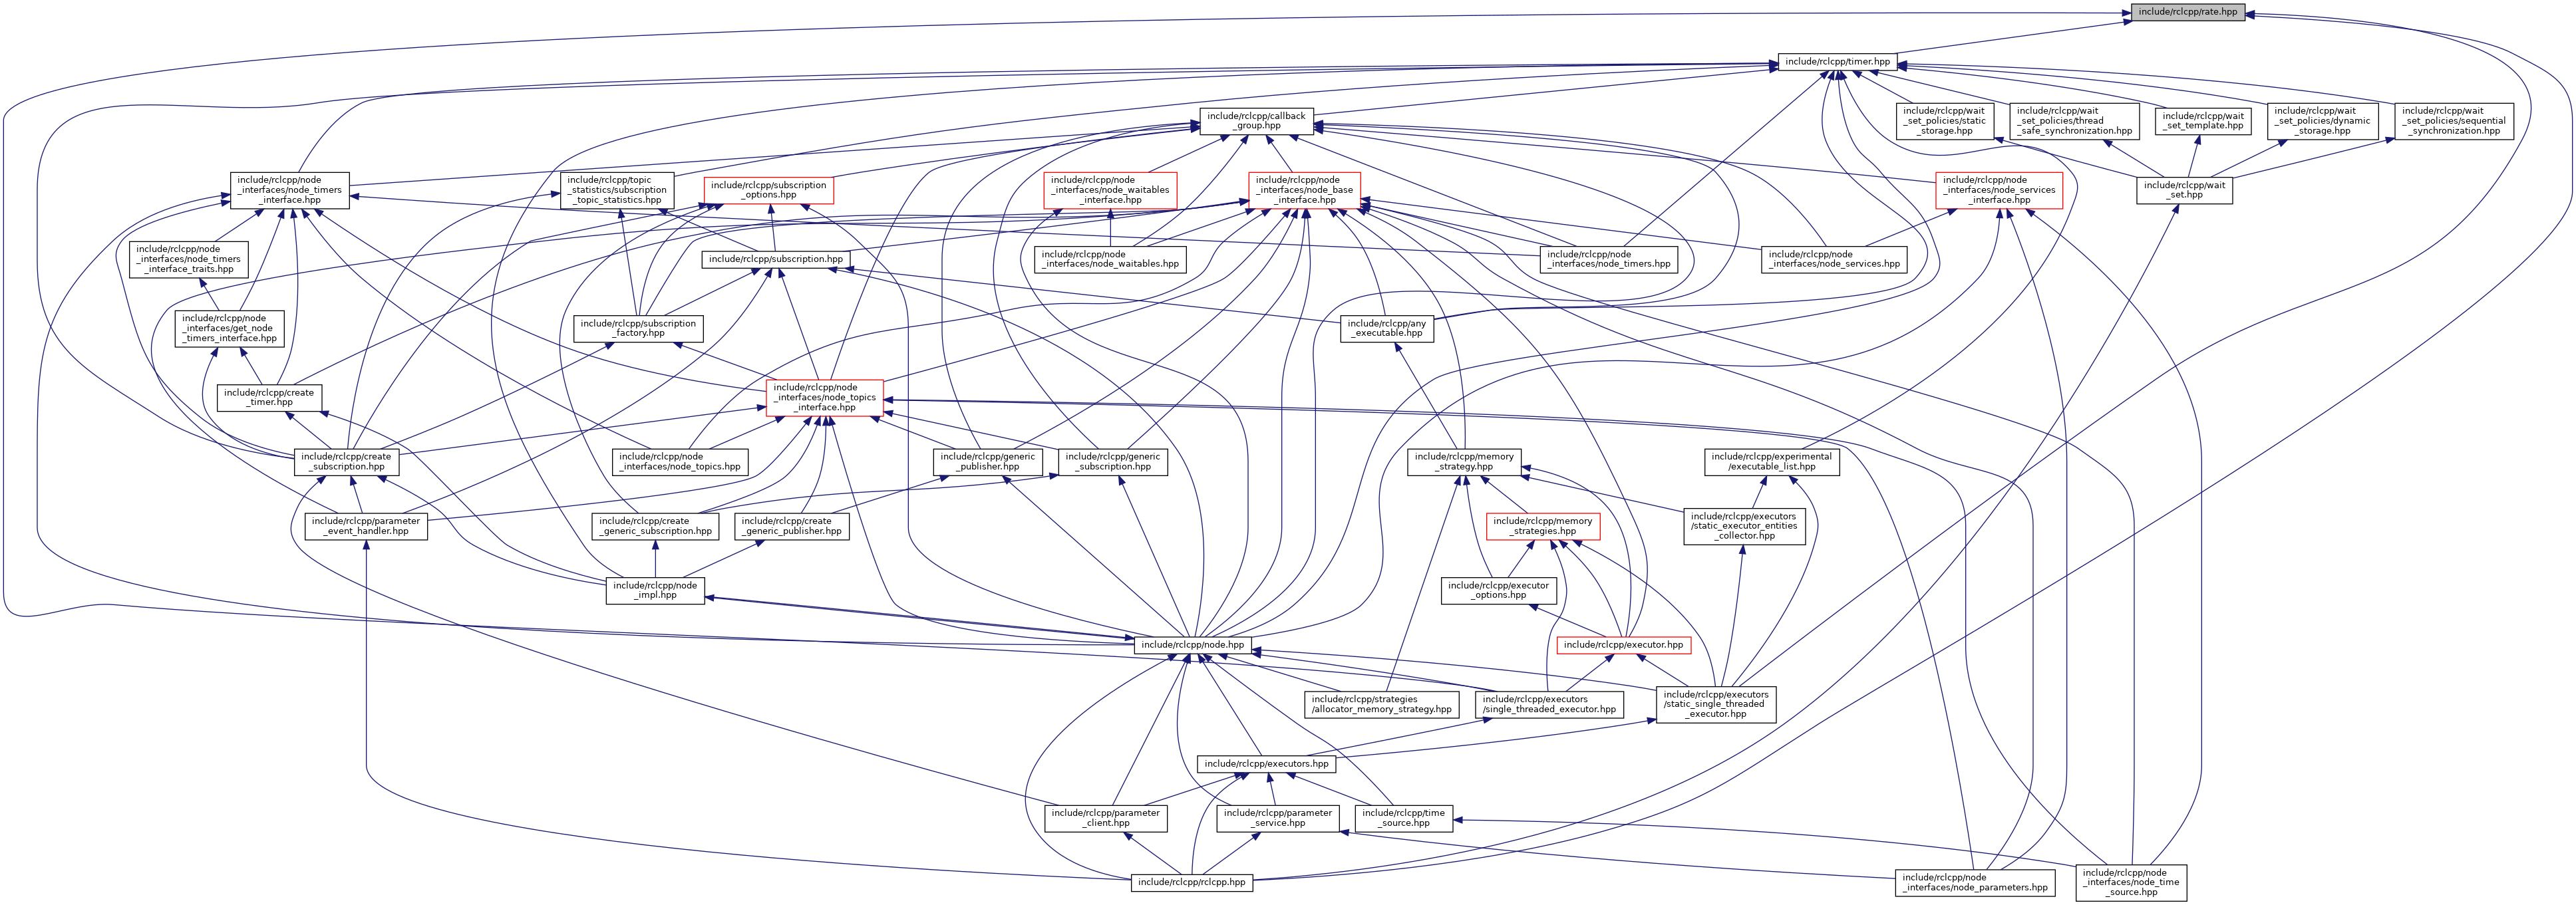 include/rclcpp/rate.hpp
include/rclcpp/timer.hpp
include/rclcpp/callback
_group.hpp
include/rclcpp/wait
_set_policies/static
_storage.hpp
include/rclcpp/wait
_set_policies/thread
_safe_synchronization.hpp
include/rclcpp/wait
_set_template.hpp
include/rclcpp/wait
_set_policies/dynamic
_storage.hpp
include/rclcpp/wait
_set_policies/sequential
_synchronization.hpp
include/rclcpp/node
_interfaces/node_timers
_interface.hpp
include/rclcpp/topic
_statistics/subscription
_topic_statistics.hpp
include/rclcpp/subscription
_options.hpp
include/rclcpp/node
_interfaces/node_waitables
_interface.hpp
include/rclcpp/node
_interfaces/node_base
_interface.hpp
include/rclcpp/node
_interfaces/node_services
_interface.hpp
include/rclcpp/wait
_set.hpp
include/rclcpp/node
_interfaces/node_timers
_interface_traits.hpp
include/rclcpp/subscription.hpp
include/rclcpp/node
_interfaces/node_waitables.hpp
include/rclcpp/node
_interfaces/node_timers.hpp
include/rclcpp/node
_interfaces/node_services.hpp
include/rclcpp/node
_interfaces/get_node
_timers_interface.hpp
include/rclcpp/subscription
_factory.hpp
include/rclcpp/any
_executable.hpp
include/rclcpp/create
_timer.hpp
include/rclcpp/node
_interfaces/node_topics
_interface.hpp
include/rclcpp/create
_subscription.hpp
include/rclcpp/node
_interfaces/node_topics.hpp
include/rclcpp/generic
_publisher.hpp
include/rclcpp/generic
_subscription.hpp
include/rclcpp/memory
_strategy.hpp
include/rclcpp/experimental
/executable_list.hpp
include/rclcpp/parameter
_event_handler.hpp
include/rclcpp/create
_generic_subscription.hpp
include/rclcpp/create
_generic_publisher.hpp
include/rclcpp/memory
_strategies.hpp
include/rclcpp/executors
/static_executor_entities
_collector.hpp
include/rclcpp/node
_impl.hpp
include/rclcpp/executor
_options.hpp
include/rclcpp/node.hpp
include/rclcpp/executor.hpp
include/rclcpp/strategies
/allocator_memory_strategy.hpp
include/rclcpp/executors
/single_threaded_executor.hpp
include/rclcpp/executors
/static_single_threaded
_executor.hpp
include/rclcpp/executors.hpp
include/rclcpp/parameter
_client.hpp
include/rclcpp/parameter
_service.hpp
include/rclcpp/time
_source.hpp
include/rclcpp/rclcpp.hpp
include/rclcpp/node
_interfaces/node_parameters.hpp
include/rclcpp/node
_interfaces/node_time
_source.hpp